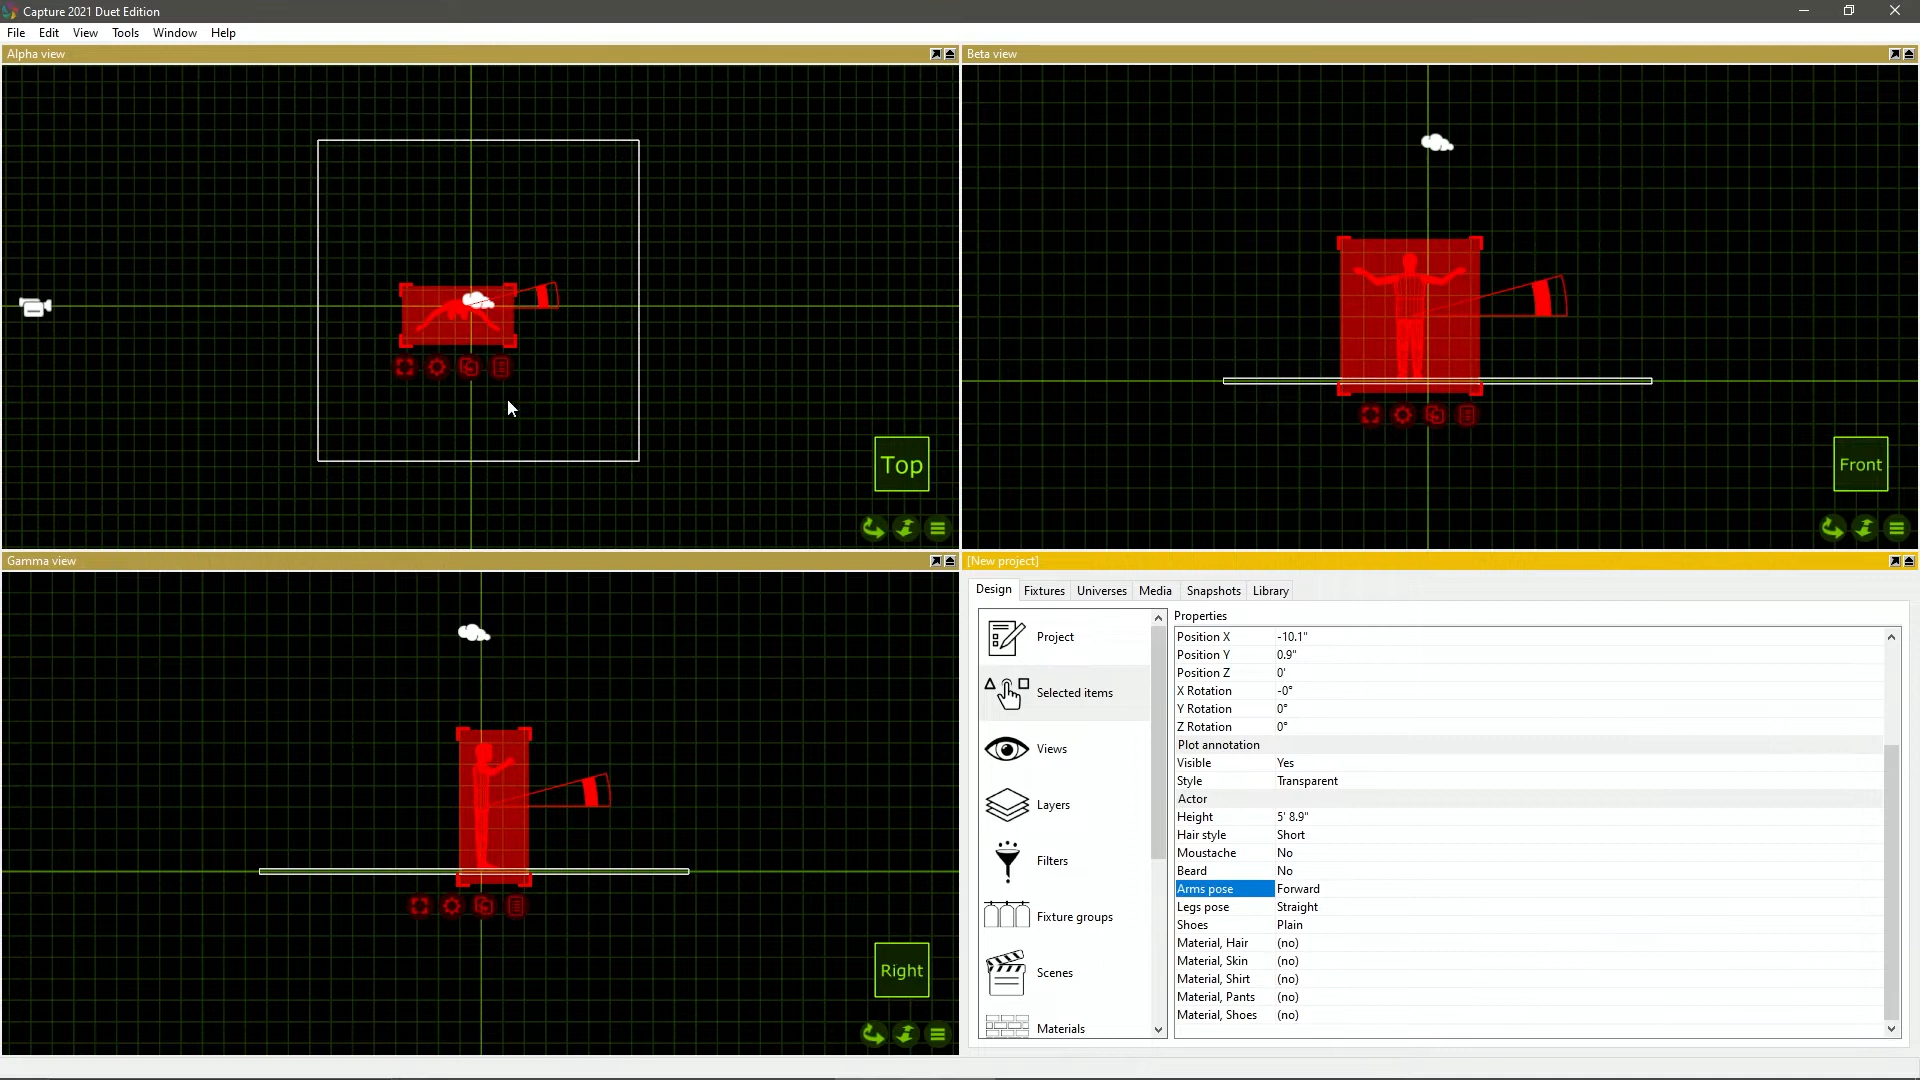 Capture 2021 Duet Edition
File Edit View Tools Window Help
Alpha view
Beta view
Top
Front
Gamma view
[New project]
Right
Design Fixtures Universes Media Snapshots Library
Project
Selected items
Views
Layers
Filters
Fixture groups
Scenes
Materials
Properties
Position X -10.1"
Position Y 0.9"
Position Z 0'
X Rotation -0°
Y Rotation 0°
Z Rotation 0°
Plot annotation
Visible Yes
Style Transparent
Actor
Height 5' 8.9"
Hair style Short
Moustache No
Beard No
Arms pose Forward
Legs pose Straight
Shoes Plain
Material, Hair (no)
Material, Skin (no)
Material, Shirt (no)
Material, Pants (no)
Material, Shoes (no)